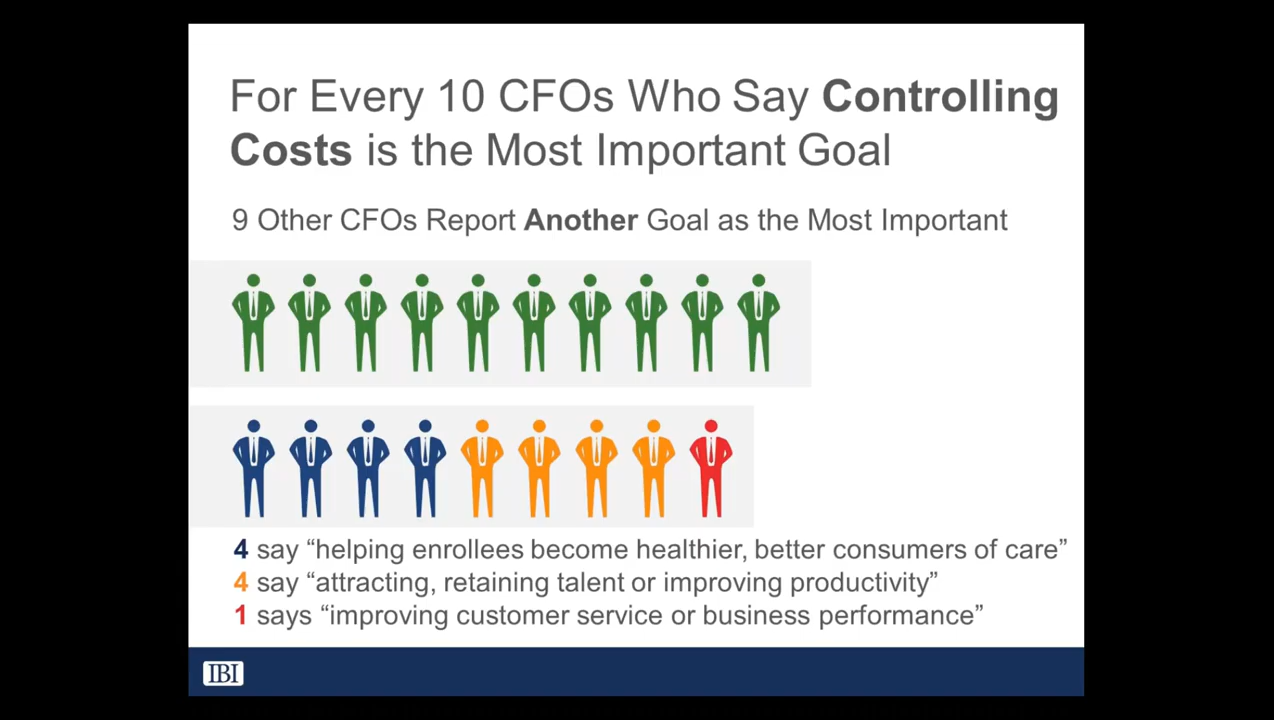 For Every 10 CFOs Who Say Controlling
Costs is the Most Important Goal
9 Other CFOs Report Another Goal as the Most Important
4 say “helping enrollees become healthier, better consumers of care”
4 say “attracting, retaining talent or improving productivity”
1 says “improving customer service or business performance”
IBI